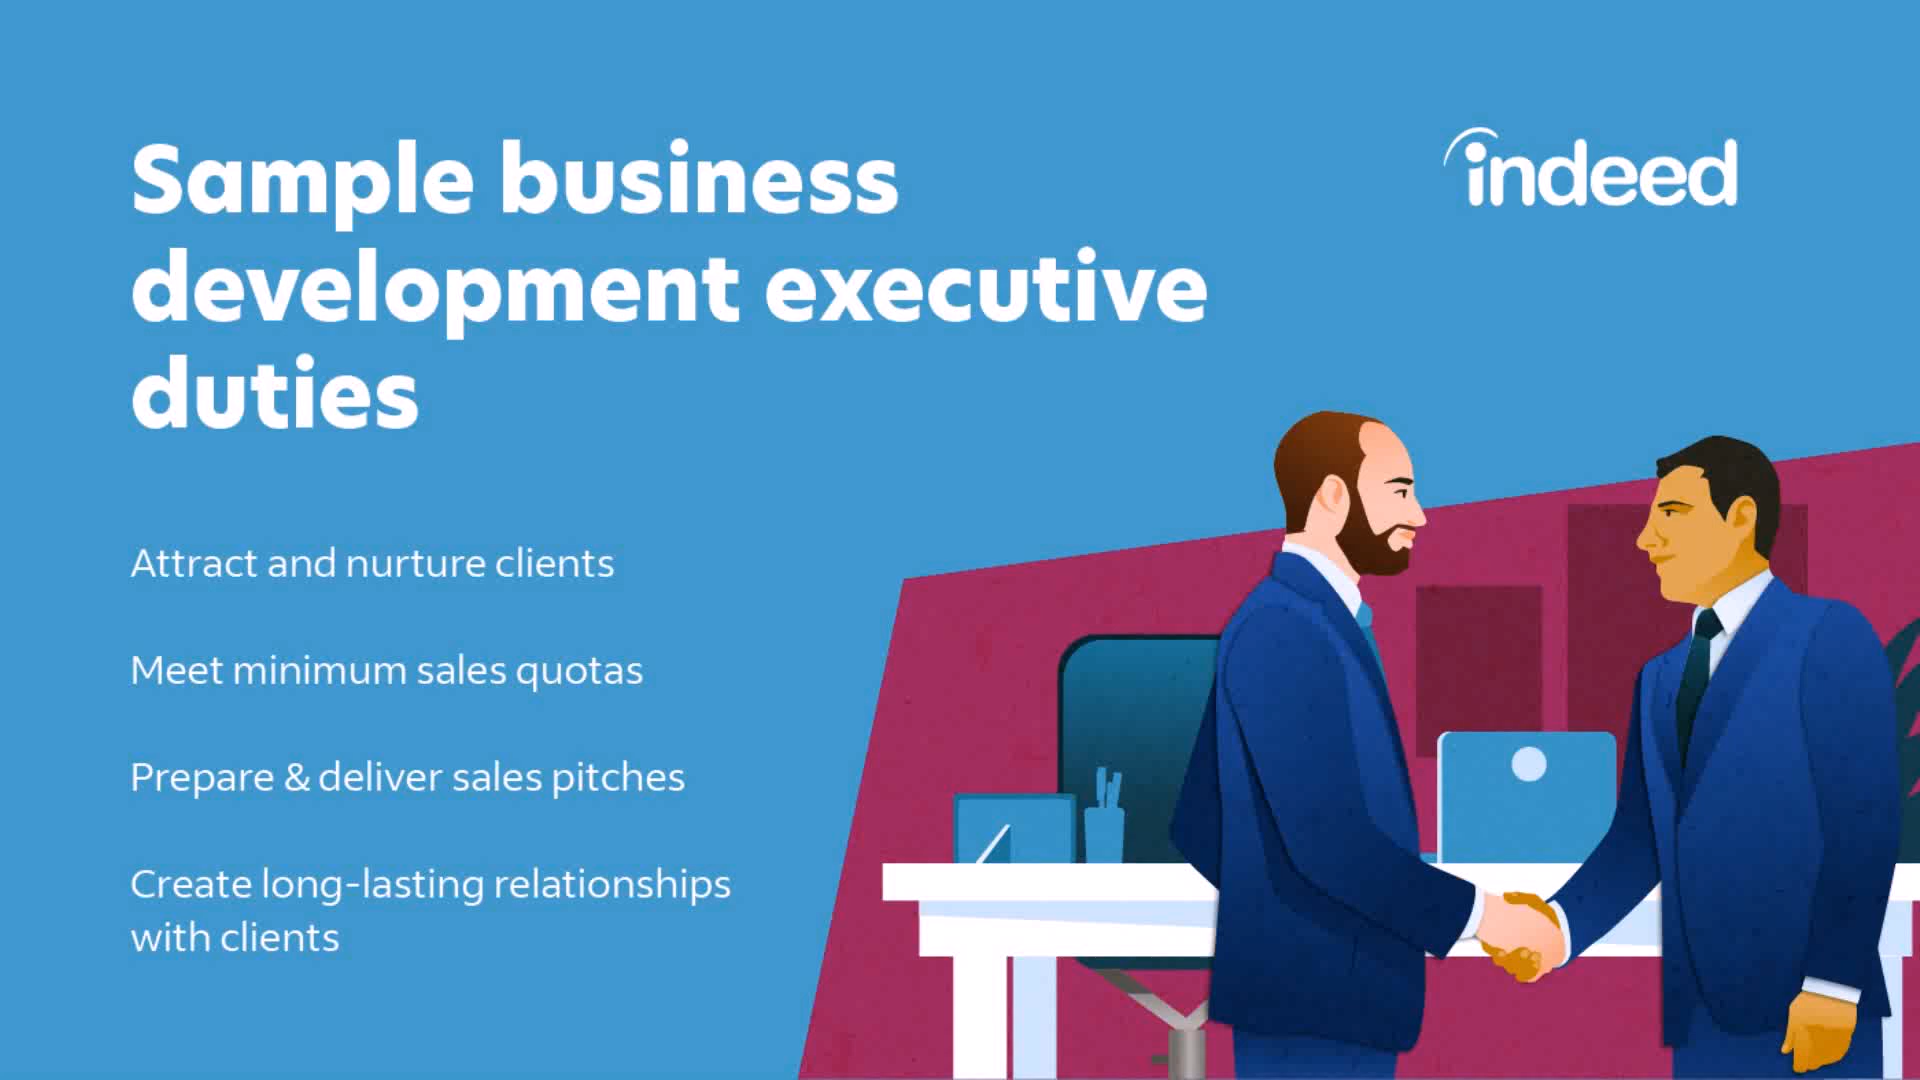 Sample business
development executive
duties
indeed
Attract and nurture clients
Meet minimum sales quotas
Prepare & deliver sales pitches
Create long-lasting relationships
with clients